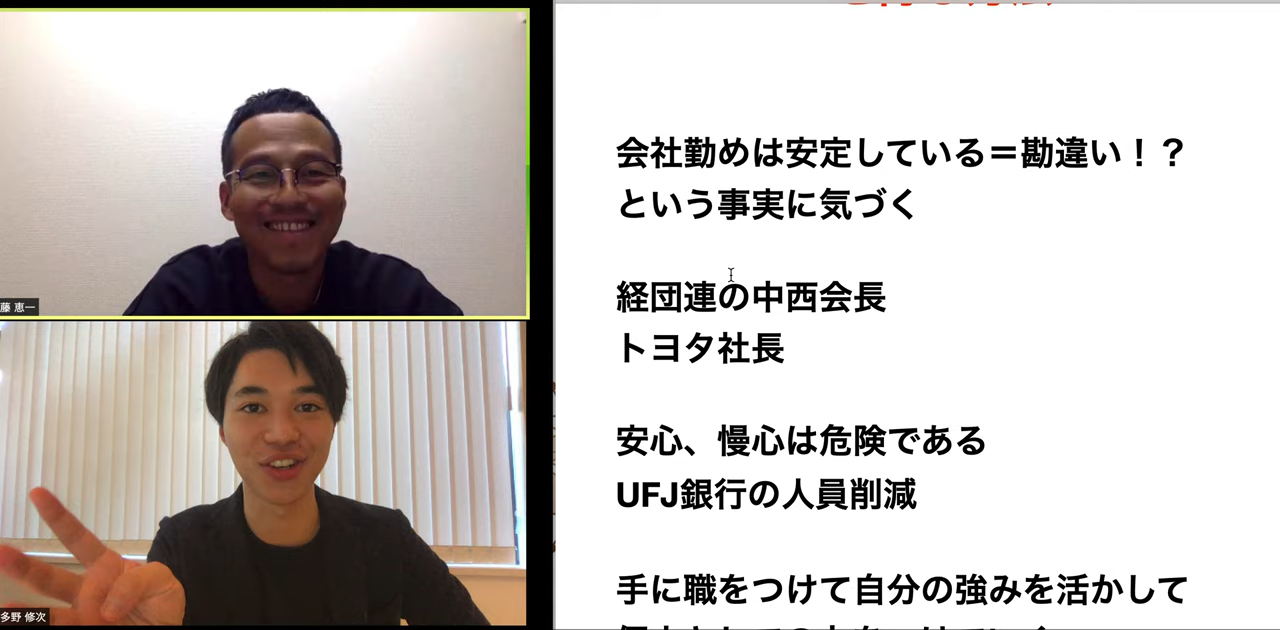 藤 恵一
多野 修次
会社勤めは安定している＝勘違い！？
という事実に気づく
経団連の中西会長
トヨタ社長
安心、慢心は危険である
UFJ銀行の人員削減
手に職をつけて自分の強みを活かして